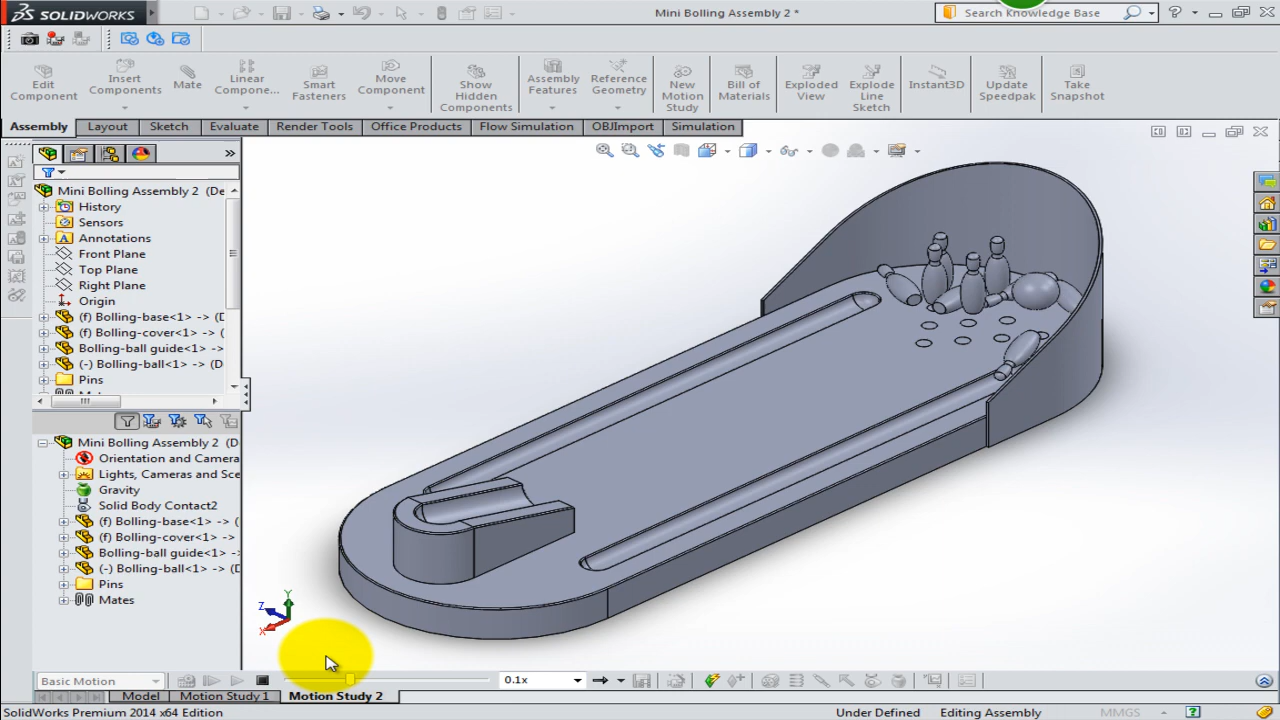 SOLIDWORKS
Mini Bolling Assembly 2 *
Search Knowledge Base
?
Edit Component
Insert Components
Mate
Linear Compone...
Smart Fasteners
Move Component
Show Hidden Components
Assembly Features
Reference Geometry
New Motion Study
Bill of Materials
Exploded View
Explode Line Sketch
Instant3D
Update Speedpak
Take Snapshot
Assembly
Layout
Sketch
Evaluate
Render Tools
Office Products
Flow Simulation
OBJImport
Simulation
»
Mini Bolling Assembly 2 (De
History
Sensors
Annotations
Front Plane
Top Plane
Right Plane
Origin
(f) Bolling-base<1> -> (D
(f) Bolling-cover<1> ->
Bolling-ball guide<1> ->
(-) Bolling-ball<1> -> (D
Pins
Mini Bolling Assembly 2 (D
Orientation and Camera
Lights, Cameras and Sce
Gravity
Solid Body Contact2
(f) Bolling-base<1> -> (
(f) Bolling-cover<1> ->
Bolling-ball guide<1> -
(-) Bolling-ball<1> -> (D
Pins
Mates
Y
Z
X
Basic Motion
0.1x
Model
Motion Study 1
Motion Study 2
SolidWorks Premium 2014 x64 Edition
Under Defined
Editing Assembly
MMGS
?